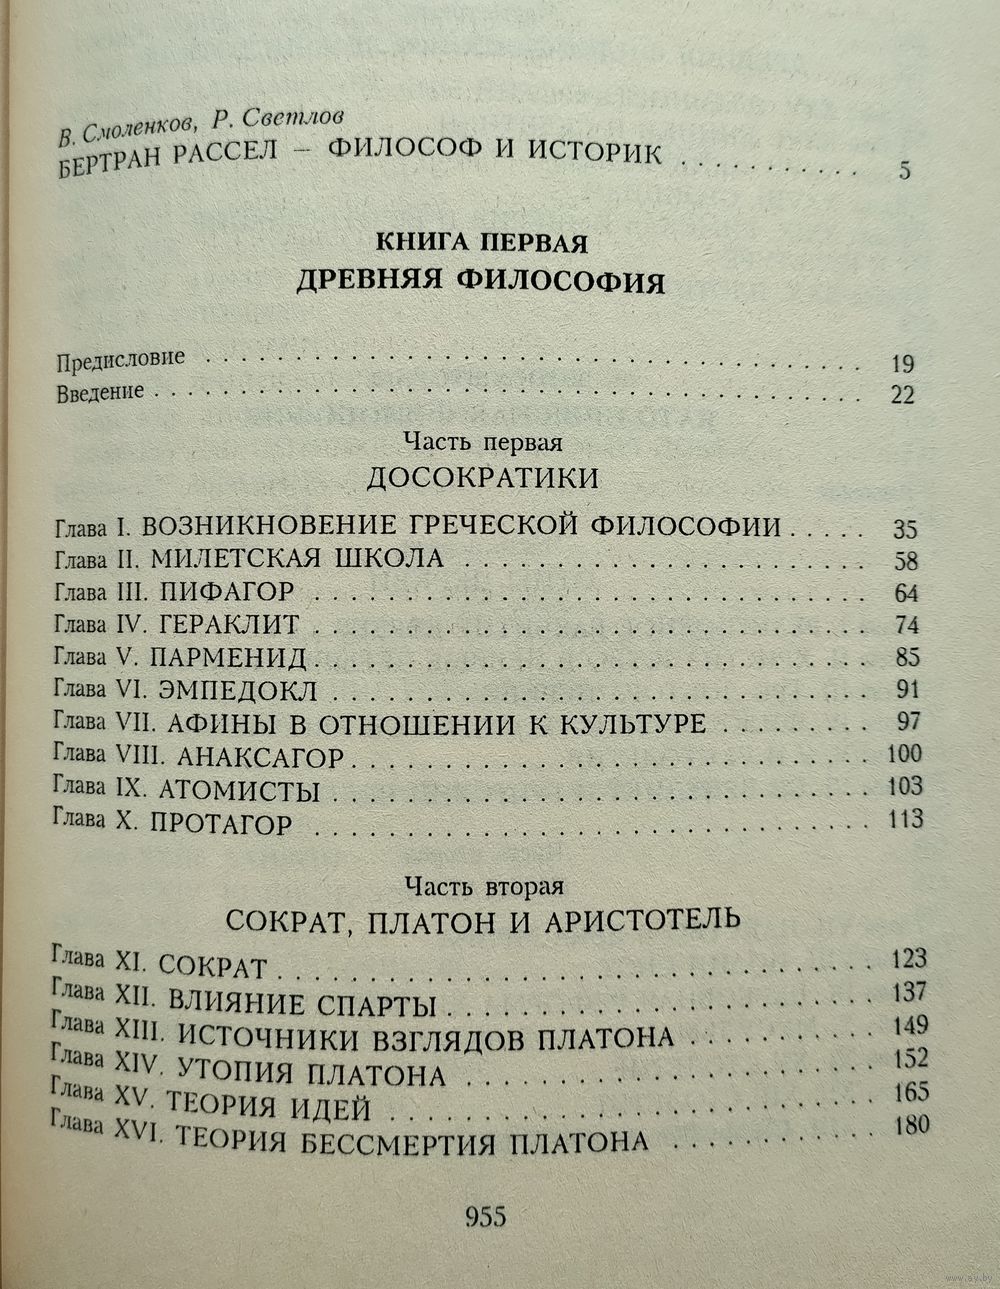 В. Смоленков, Р. Светлов
БЕРТРАН РАССЕЛ – ФИЛОСОФ И ИСТОРИК . . . . . . . . . . . 5
КНИГА ПЕРВАЯ
ДРЕВНЯЯ ФИЛОСОФИЯ
Предисловие . . . . . . . . . . . . . . . . . . . . . . . . . . . . . . . . . . . . 19
Введение . . . . . . . . . . . . . . . . . . . . . . . . . . . . . . . . . . . . . . . 22
Часть первая
ДОСОКРАТИКИ
Глава I. ВОЗНИКНОВЕНИЕ ГРЕЧЕСКОЙ ФИЛОСОФИИ . . . . . 35
Глава II. МИЛЕТСКАЯ ШКОЛА . . . . . . . . . . . . . . . . . . . . . . 58
Глава III. ПИФАГОР . . . . . . . . . . . . . . . . . . . . . . . . . . . . . . 64
Глава IV. ГЕРАКЛИТ . . . . . . . . . . . . . . . . . . . . . . . . . . . . . . 74
Глава V. ПАРМЕНИД . . . . . . . . . . . . . . . . . . . . . . . . . . . . . . 85
Глава VI. ЭМПЕДОКЛ . . . . . . . . . . . . . . . . . . . . . . . . . . . . . 91
Глава VII. АФИНЫ В ОТНОШЕНИИ К КУЛЬТУРЕ . . . . . . . . 97
Глава VIII. АНАКСАГОР . . . . . . . . . . . . . . . . . . . . . . . . . . . . 100
Глава IX. АТОМИСТЫ . . . . . . . . . . . . . . . . . . . . . . . . . . . . . 103
Глава X. ПРОТАГОР . . . . . . . . . . . . . . . . . . . . . . . . . . . . . . 113
Часть вторая
СОКРАТ, ПЛАТОН И АРИСТОТЕЛЬ
Глава XI. СОКРАТ . . . . . . . . . . . . . . . . . . . . . . . . . . . . . . . . 123
Глава XII. ВЛИЯНИЕ СПАРТЫ . . . . . . . . . . . . . . . . . . . . . . . 137
Глава XIII. ИСТОЧНИКИ ВЗГЛЯДОВ ПЛАТОНА . . . . . . . . . . 149
Глава XIV. УТОПИЯ ПЛАТОНА . . . . . . . . . . . . . . . . . . . . . . 152
Глава XV. ТЕОРИЯ ИДЕЙ . . . . . . . . . . . . . . . . . . . . . . . . . . 165
Глава XVI. ТЕОРИЯ БЕССМЕРТИЯ ПЛАТОНА . . . . . . . . . . . 180
955
www.ay.by